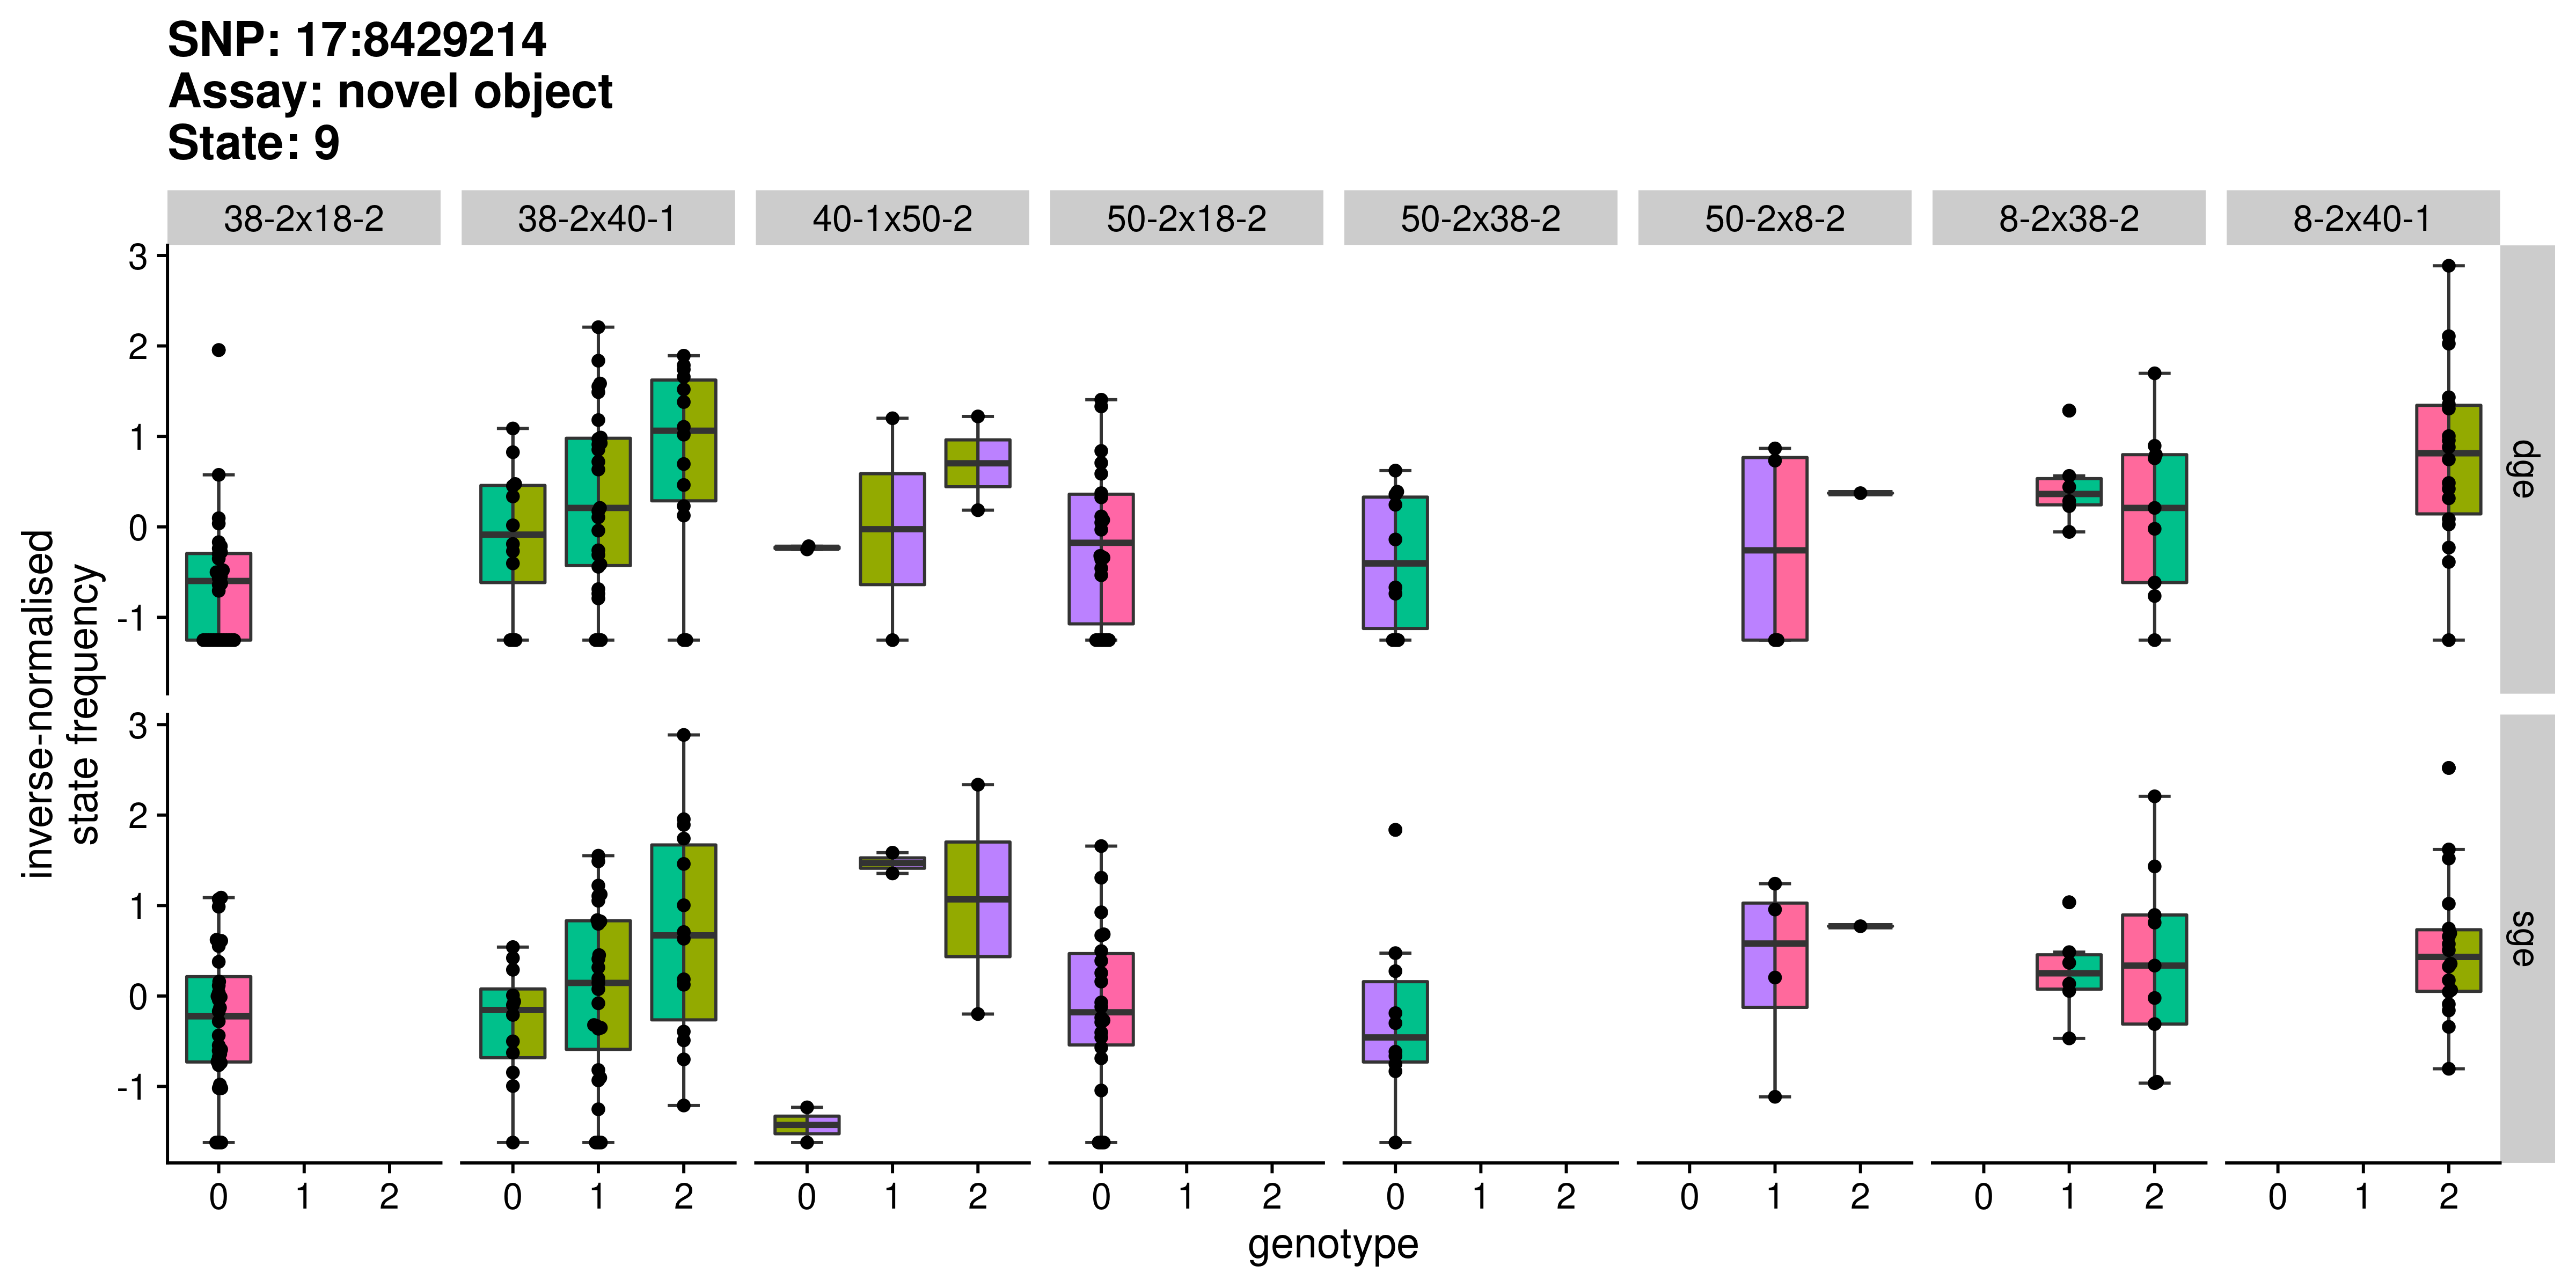 SNP: 17:8429214
Assay: novel object
State: 9
38-2x18-2 38-2x40-1 40-1x50-2 50-2x18-2 50-2x38-2 50-2x8-2 8-2x38-2 8-2x40-1
3
2
1
0
-1
dge
3
2
1
0
-1
sge
inverse-normalised
state frequency
0 1 2 0 1 2 0 1 2 0 1 2 0 1 2 0 1 2 0 1 2 0 1 2
genotype